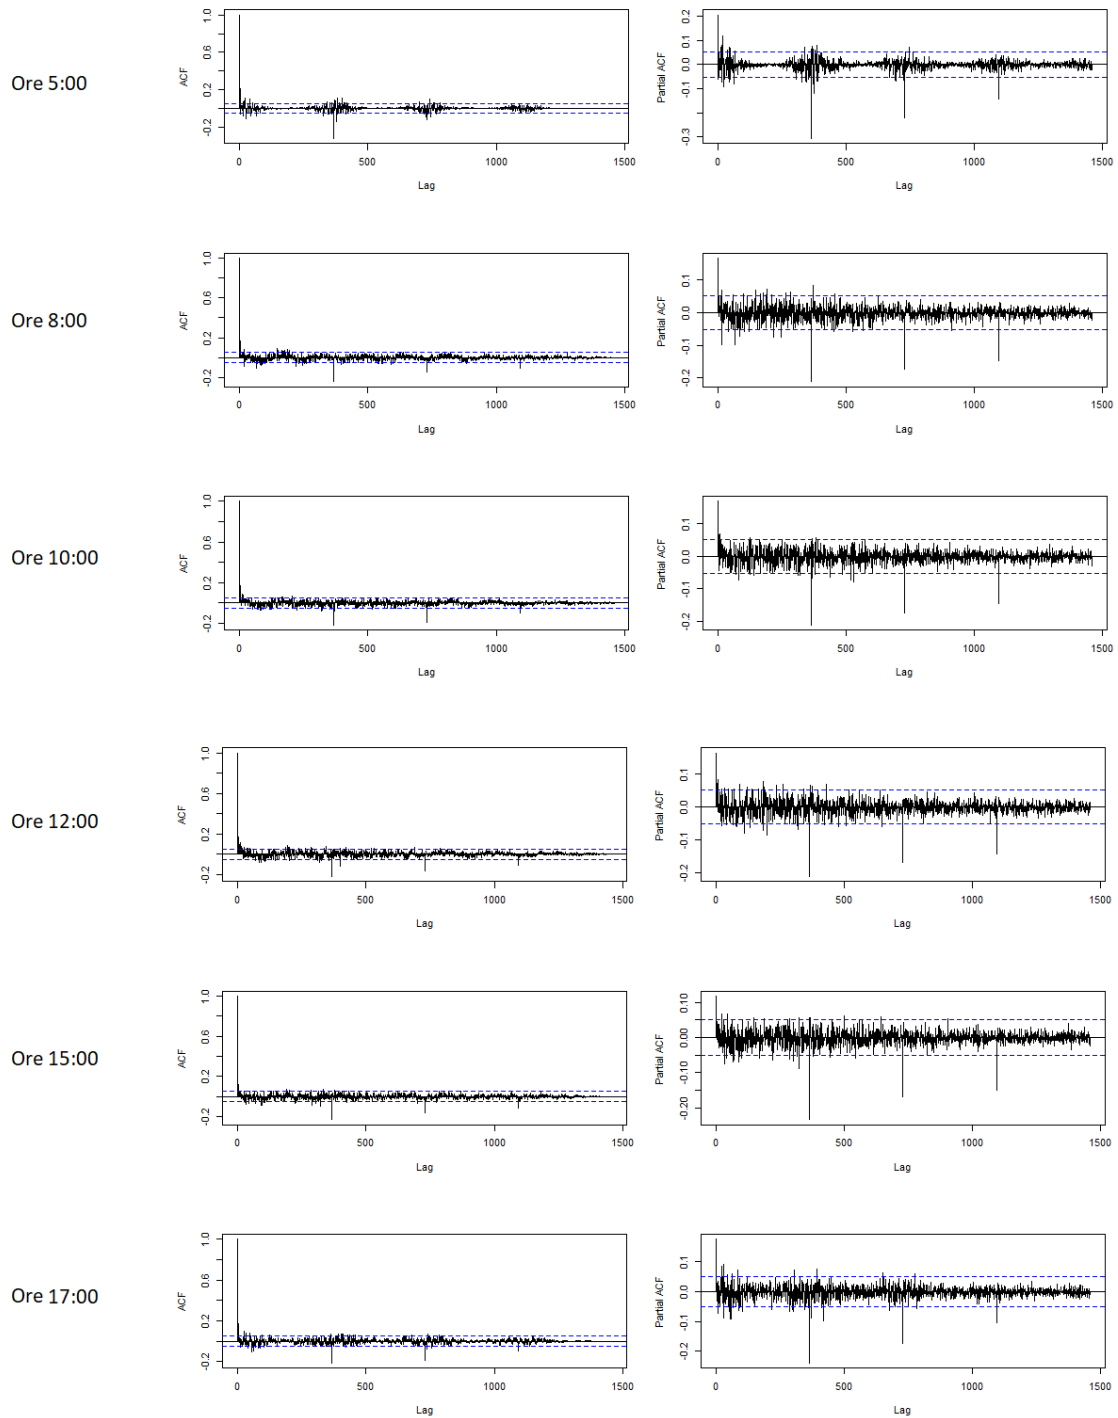 Ore 5:00
ACF
-0.2 0.2 0.6 1.0
0 500 1000 1500
Lag
Partial ACF
-0.3 -0.1 0.0 0.1 0.2
0 500 1000 1500
Lag
Ore 8:00
ACF
-0.2 0.2 0.6 1.0
0 500 1000 1500
Lag
Partial ACF
-0.2 -0.1 0.0 0.1
0 500 1000 1500
Lag
Ore 10:00
ACF
-0.2 0.2 0.6 1.0
0 500 1000 1500
Lag
Partial ACF
-0.2 -0.1 0.0 0.1
0 500 1000 1500
Lag
Ore 12:00
ACF
-0.2 0.2 0.6 1.0
0 500 1000 1500
Lag
Partial ACF
-0.2 -0.1 0.0 0.1
0 500 1000 1500
Lag
Ore 15:00
ACF
-0.2 0.2 0.6 1.0
0 500 1000 1500
Lag
Partial ACF
-0.20 -0.10 0.00 0.10
0 500 1000 1500
Lag
Ore 17:00
ACF
-0.2 0.2 0.6 1.0
0 500 1000 1500
Lag
Partial ACF
-0.2 -0.1 0.0 0.1
0 500 1000 1500
Lag